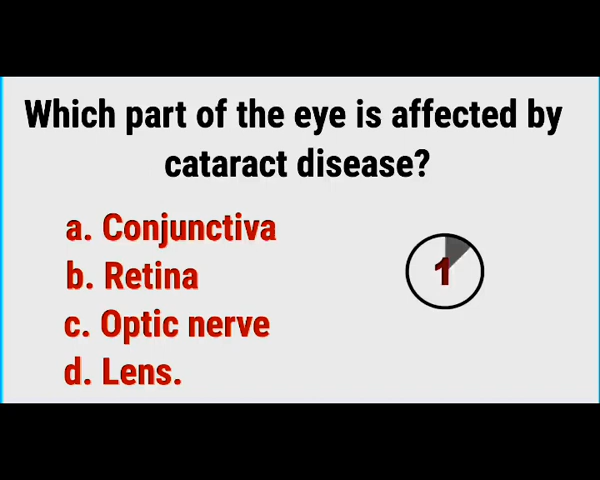 Which part of the eye is affected by
cataract disease?
a. Conjunctiva
b. Retina
1
c. Optic nerve
d. Lens.